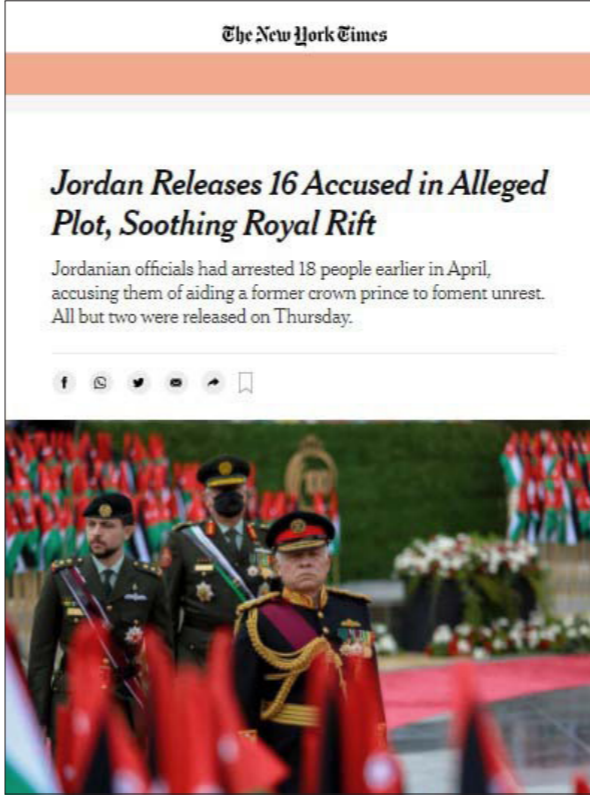 The New York Times
Jordan Releases 16 Accused in Alleged
Plot, Soothing Royal Rift
Jordanian officials had arrested 18 people earlier in April,
accusing them of aiding a former crown prince to foment unrest.
All but two were released on Thursday.